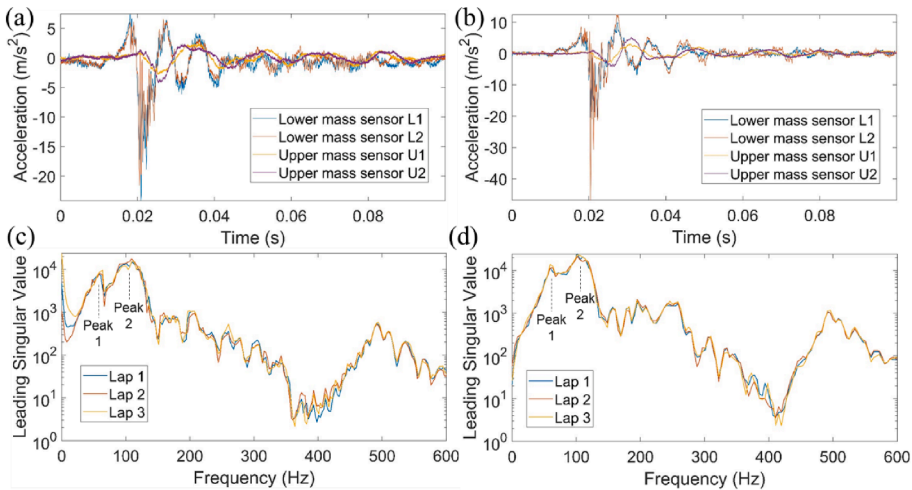 (a)
5
0
-5
-10
-15
-20
Acceleration (m/s²)
Lower mass sensor L1
Lower mass sensor L2
Upper mass sensor U1
Upper mass sensor U2
0 0.02 0.04 0.06 0.08
Time (s)
(b)
10
0
-10
-20
-30
-40
Acceleration (m/s²)
Lower mass sensor L1
Lower mass sensor L2
Upper mass sensor U1
Upper mass sensor U2
0 0.02 0.04 0.06 0.08
Time (s)
(c)
10⁴
10³
10²
10¹
10⁰
Leading Singular Value
Peak
1
Peak
2
Lap 1
Lap 2
Lap 3
0 100 200 300 400 500 600
Frequency (Hz)
(d)
10⁴
10³
10²
10¹
10⁰
Leading Singular Value
Peak
1
Peak
2
Lap 1
Lap 2
Lap 3
0 100 200 300 400 500 600
Frequency (Hz)